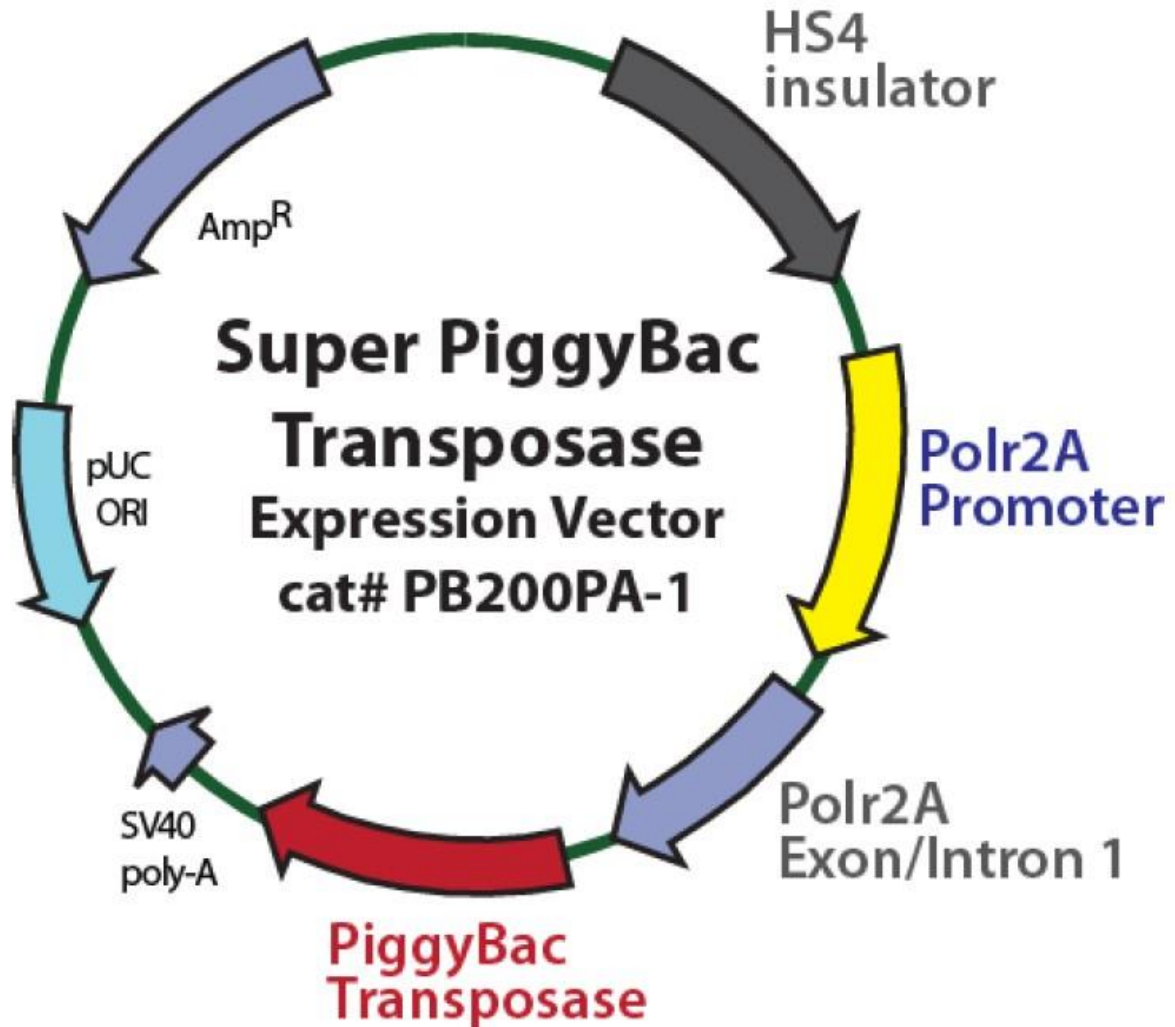 HS4
insulator
Amp^R
Super PiggyBac
Transposase
Expression Vector
cat# PB200PA-1
pUC
ORI
Polr2A
Promoter
Polr2A
Exon/Intron 1
SV40
poly-A
PiggyBac
Transposase